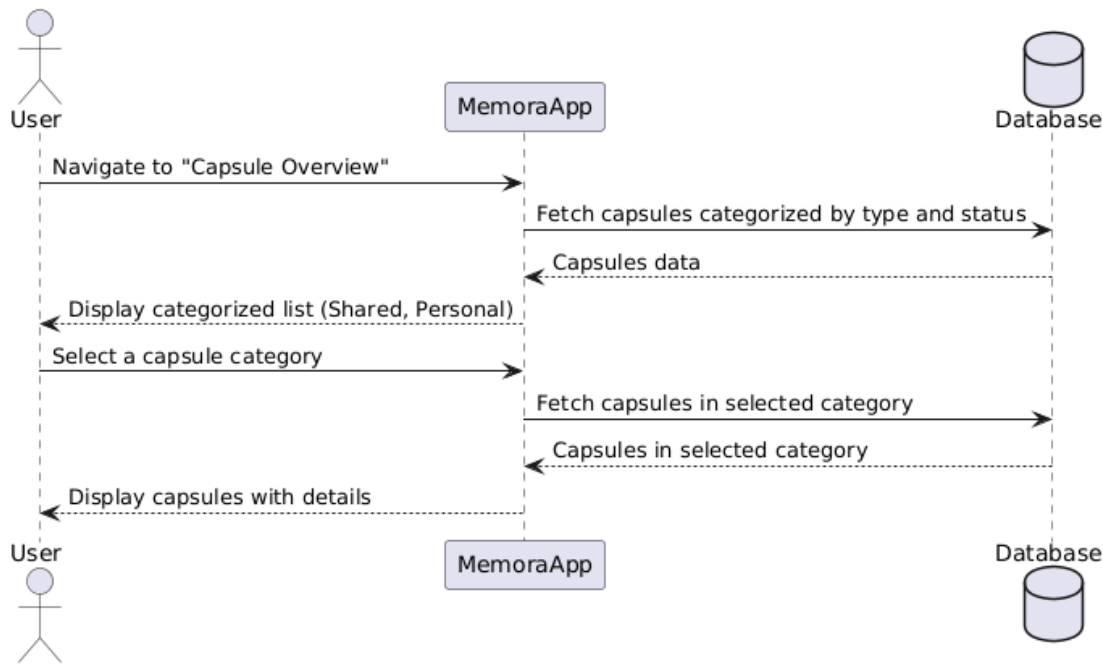 User
MemoraApp
Database
Navigate to "Capsule Overview"
Fetch capsules categorized by type and status
Capsules data
Display categorized list (Shared, Personal)
Select a capsule category
Fetch capsules in selected category
Capsules in selected category
Display capsules with details
User
MemoraApp
Database